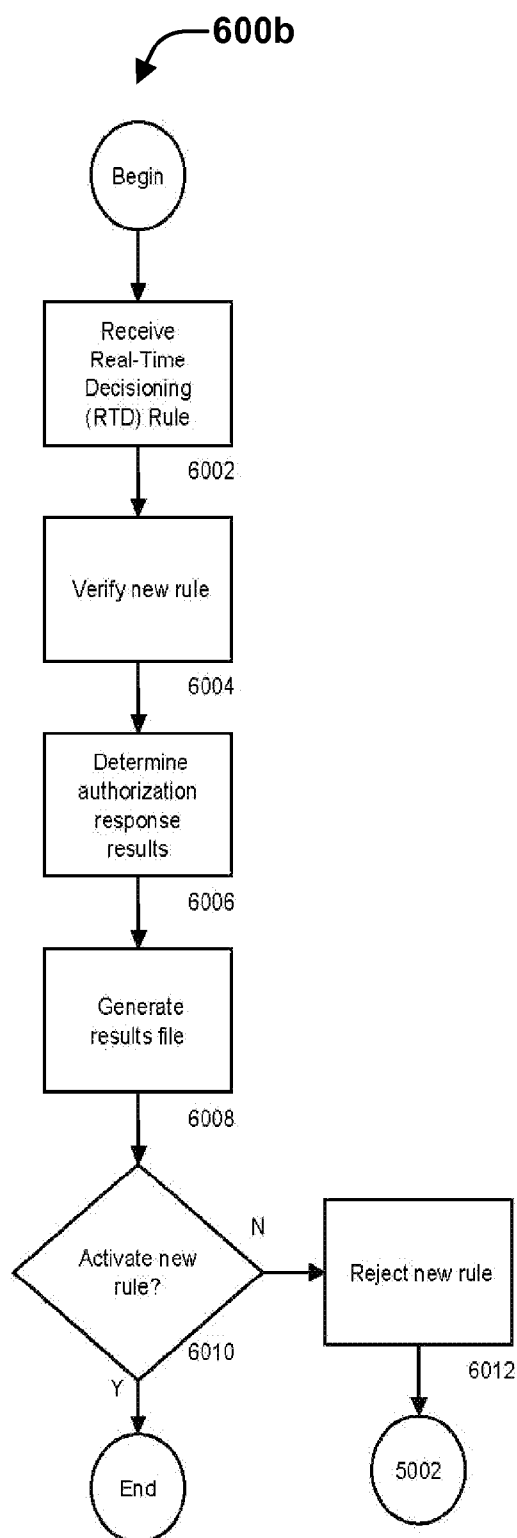 600b
Begin
Receive
Real-Time
Decisioning
(RTD) Rule
6002
Verify new rule
6004
Determine
authorization
response
results
6006
Generate
results file
6008
Activate new
rule?
6010
N
Y
Reject new rule
6012
End
5002